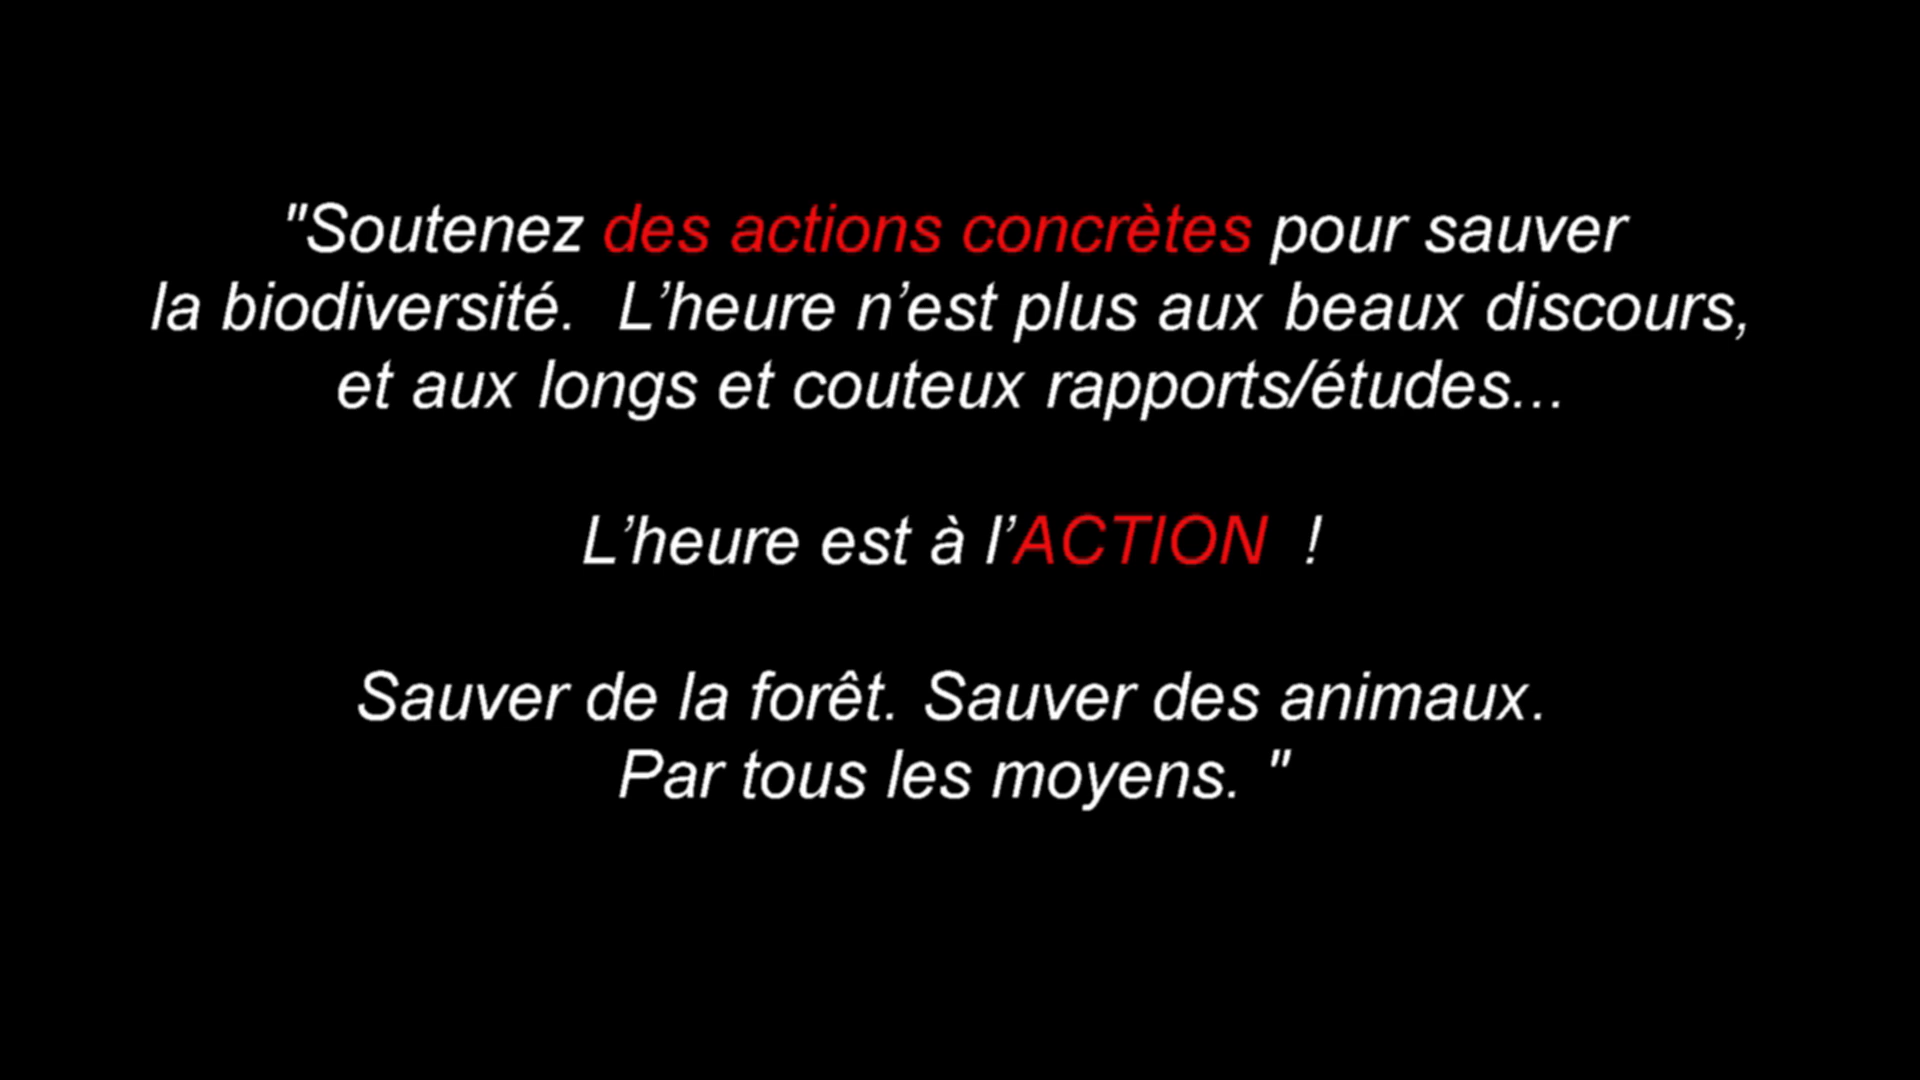 "Soutenez des actions concrètes pour sauver
la biodiversité.  L’heure n’est plus aux beaux discours,
et aux longs et couteux rapports/études...
L’heure est à l’ACTION  !
Sauver de la forêt. Sauver des animaux.
Par tous les moyens. "